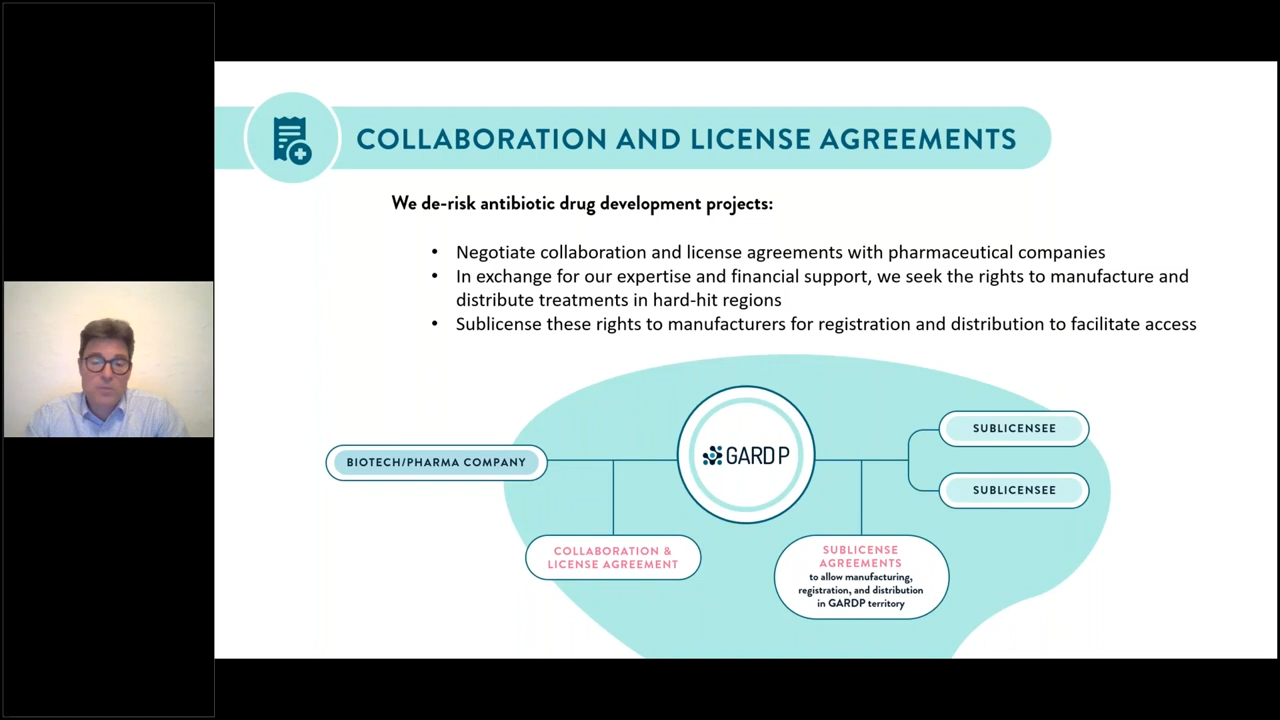 COLLABORATION AND LICENSE AGREEMENTS
We de-risk antibiotic drug development projects:
• Negotiate collaboration and license agreements with pharmaceutical companies
• In exchange for our expertise and financial support, we seek the rights to manufacture and
distribute treatments in hard-hit regions
• Sublicense these rights to manufacturers for registration and distribution to facilitate access
BIOTECH/PHARMA COMPANY
GARDP
SUBLICENSEE
SUBLICENSEE
COLLABORATION &
LICENSE AGREEMENT
SUBLICENSE
AGREEMENTS
to allow manufacturing,
registration, and distribution
in GARDP territory